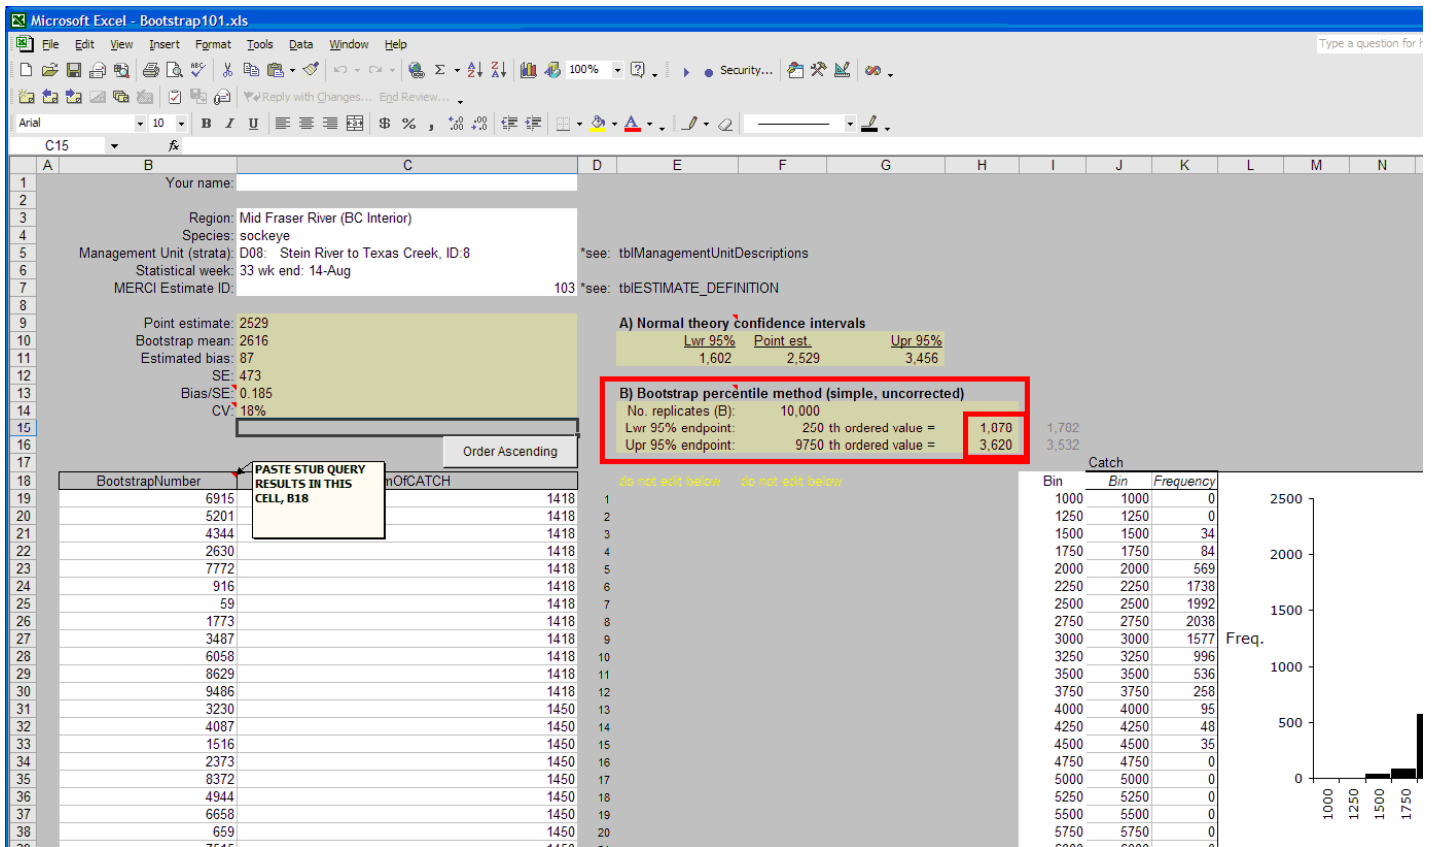 Microsoft Excel - Bootstrap101.xls
File Edit View Insert Format Tools Data Window Help Type a question for h
100% Security...
Reply with Changes... End Review...
Arial 10 B I U $ % ,
C15 fx
A B C D E F G H I J K L M N
1 Your name:
2
3 Region: Mid Fraser River (BC Interior)
4 Species: sockeye
5 Management Unit (strata): D08: Stein River to Texas Creek, ID:8 *see: tblManagementUnitDescriptions
6 Statistical week: 33 wk end: 14-Aug
7 MERCI Estimate ID: 103 *see: tblESTIMATE_DEFINITION
8
9 Point estimate: 2529 A) Normal theory confidence intervals
10 Bootstrap mean: 2616 Lwr 95% Point est. Upr 95%
11 Estimated bias: 87 1,602 2,529 3,456
12 SE: 473
13 Bias/SE: 0.185 B) Bootstrap percentile method (simple, uncorrected)
14 CV: 18% No. replicates (B): 10,000
15 Lwr 95% endpoint: 250 th ordered value = 1,878 1,702
16 Order Ascending Upr 95% endpoint: 9750 th ordered value = 3,620 3,532
17 Catch
18 BootstrapNumber mOfCATCH do not edit below do not edit below Bin Bin Frequency
PASTE STUB QUERY
RESULTS IN THIS
CELL, B18
19 6915 1418 1 1000 1000 0
20 5201 1418 2 1250 1250 0
21 4344 1418 3 1500 1500 34
22 2630 1418 4 1750 1750 84
23 7772 1418 5 2000 2000 569
24 916 1418 6 2250 2250 1738
25 59 1418 7 2500 2500 1992
26 1773 1418 8 2750 2750 2038
27 3487 1418 9 3000 3000 1577
28 6058 1418 10 3250 3250 996
29 8629 1418 11 3500 3500 536
30 9486 1418 12 3750 3750 258
31 3230 1450 13 4000 4000 95
32 4087 1450 14 4250 4250 48
33 1516 1450 15 4500 4500 35
34 2373 1450 16 4750 4750 0
35 8372 1450 17 5000 5000 0
36 4944 1450 18 5250 5250 0
37 6658 1450 19 5500 5500 0
38 659 1450 20 5750 5750 0
2500
2000
1500
Freq.
1000
500
0
1000 1250 1500 1750